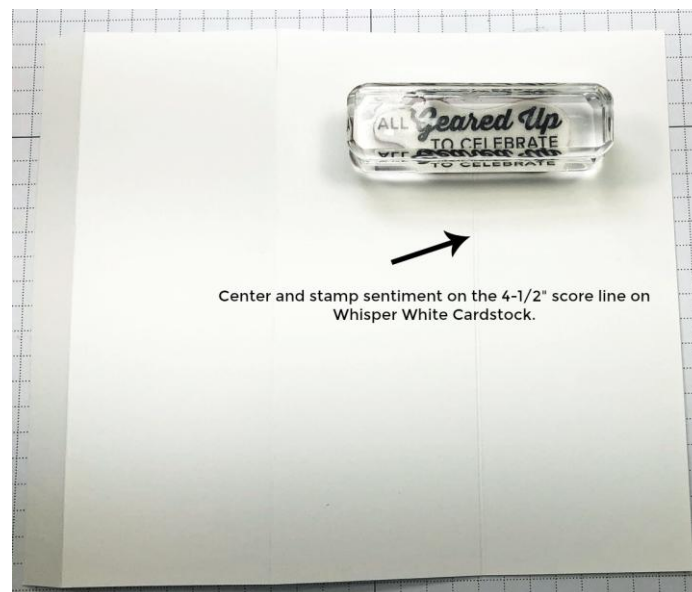 ALL Geared Up
TO CELEBRATE
Center and stamp sentiment on the 4-1/2" score line on
Whisper White Cardstock.